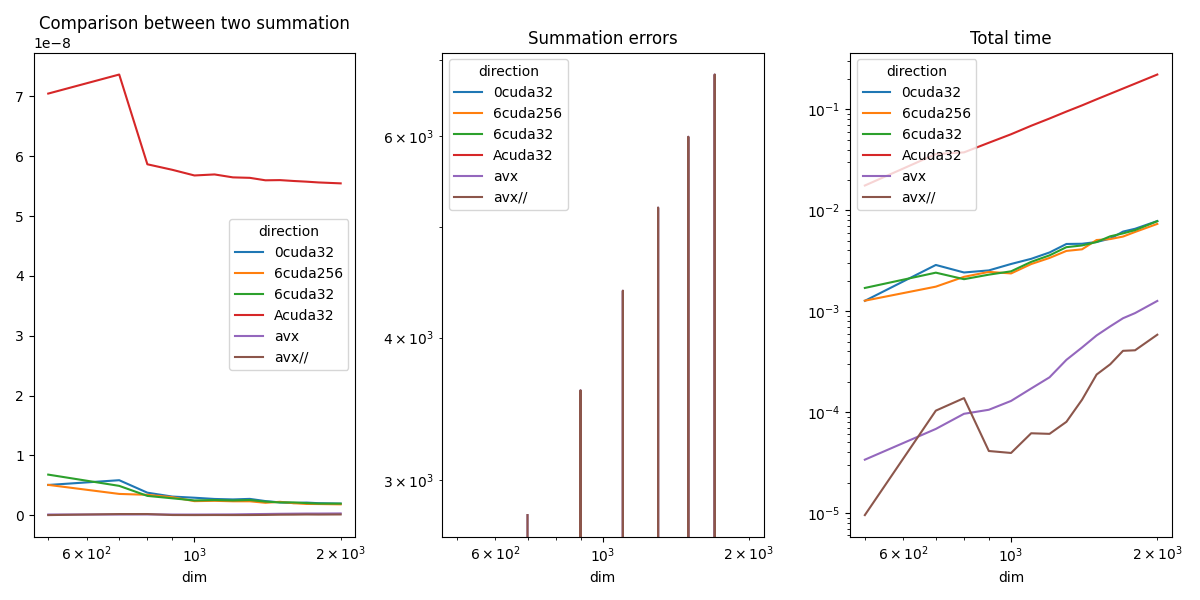 Comparison between two summation
1e−8
7
6
5
4
3
2
1
0
direction
0cuda32
6cuda256
6cuda32
Acuda32
avx
avx//
6 × 10²
10³
2 × 10³
dim
Summation errors
6 × 10³
4 × 10³
3 × 10³
direction
0cuda32
6cuda256
6cuda32
Acuda32
avx
avx//
6 × 10²
10³
2 × 10³
dim
Total time
10⁻¹
10⁻²
10⁻³
10⁻⁴
10⁻⁵
direction
0cuda32
6cuda256
6cuda32
Acuda32
avx
avx//
6 × 10²
10³
2 × 10³
dim